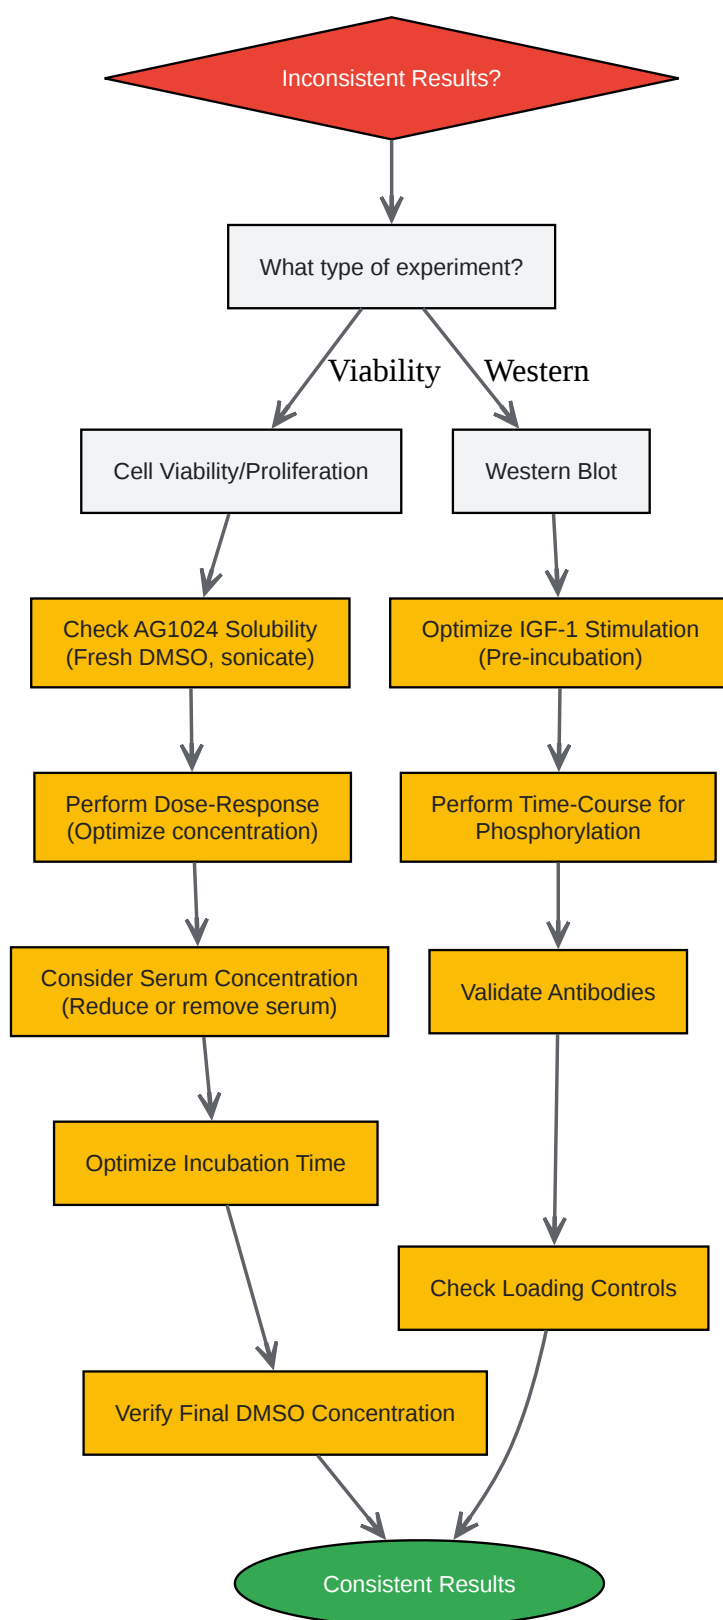 Inconsistent Results?
What type of experiment?
Viability
Western
Cell Viability/Proliferation
Western Blot
Check AG1024 Solubility
(Fresh DMSO, sonicate)
Optimize IGF-1 Stimulation
(Pre-incubation)
Perform Dose-Response
(Optimize concentration)
Perform Time-Course for
Phosphorylation
Consider Serum Concentration
(Reduce or remove serum)
Validate Antibodies
Optimize Incubation Time
Check Loading Controls
Verify Final DMSO Concentration
Consistent Results